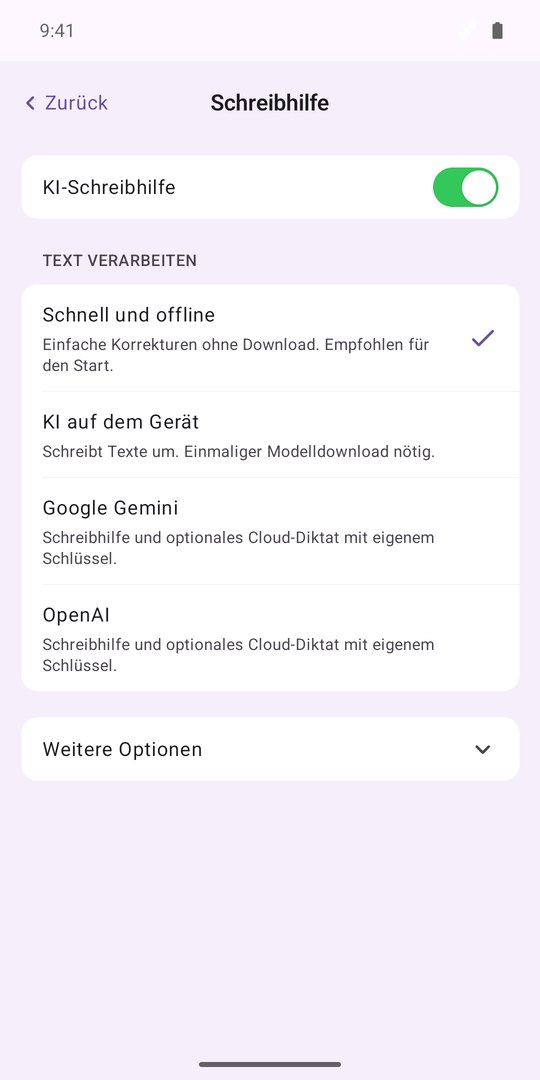 9:41
Zurück
Schreibhilfe
KI-Schreibhilfe
TEXT VERARBEITEN
Schnell und offline
Einfache Korrekturen ohne Download. Empfohlen für
den Start.
KI auf dem Gerät
Schreibt Texte um. Einmaliger Modelldownload nötig.
Google Gemini
Schreibhilfe und optionales Cloud-Diktat mit eigenem
Schlüssel.
OpenAI
Schreibhilfe und optionales Cloud-Diktat mit eigenem
Schlüssel.
Weitere Optionen